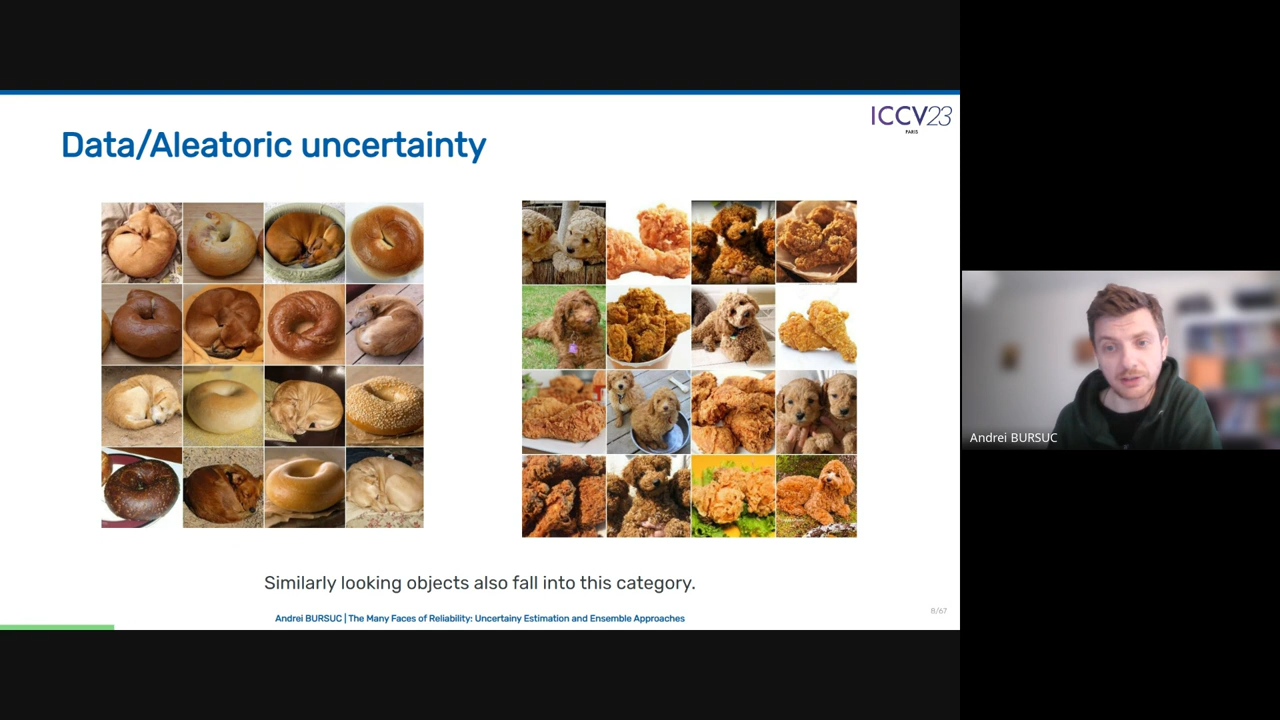 ICCV23
PARIS
Data/Aleatoric uncertainty
Similarly looking objects also fall into this category.
Andrei BURSUC | The Many Faces of Reliability: Uncertainy Estimation and Ensemble Approaches
8/67
Andrei BURSUC